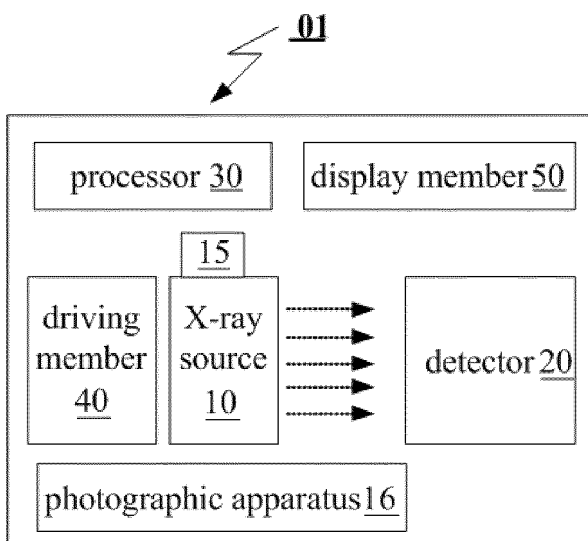 01
processor 30
display member 50
15
driving
member
40
X-ray
source
10
detector 20
photographic apparatus 16